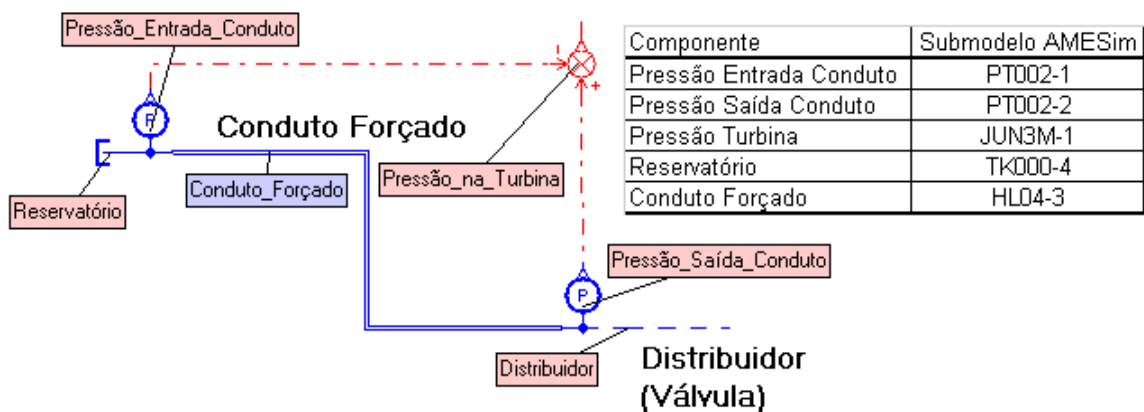 Pressão_Entrada_Conduto
P
Conduto Forçado
Conduto_Forçado
Reservatório
Pressão_na_Turbina
+
Pressão_Saída_Conduto
P
Distribuidor
Distribuidor
(Válvula)
Componente Submodelo AMESim
Pressão Entrada Conduto PT002-1
Pressão Saída Conduto PT002-2
Pressão Turbina JUN3M-1
Reservatório TK000-4
Conduto Forçado HL04-3